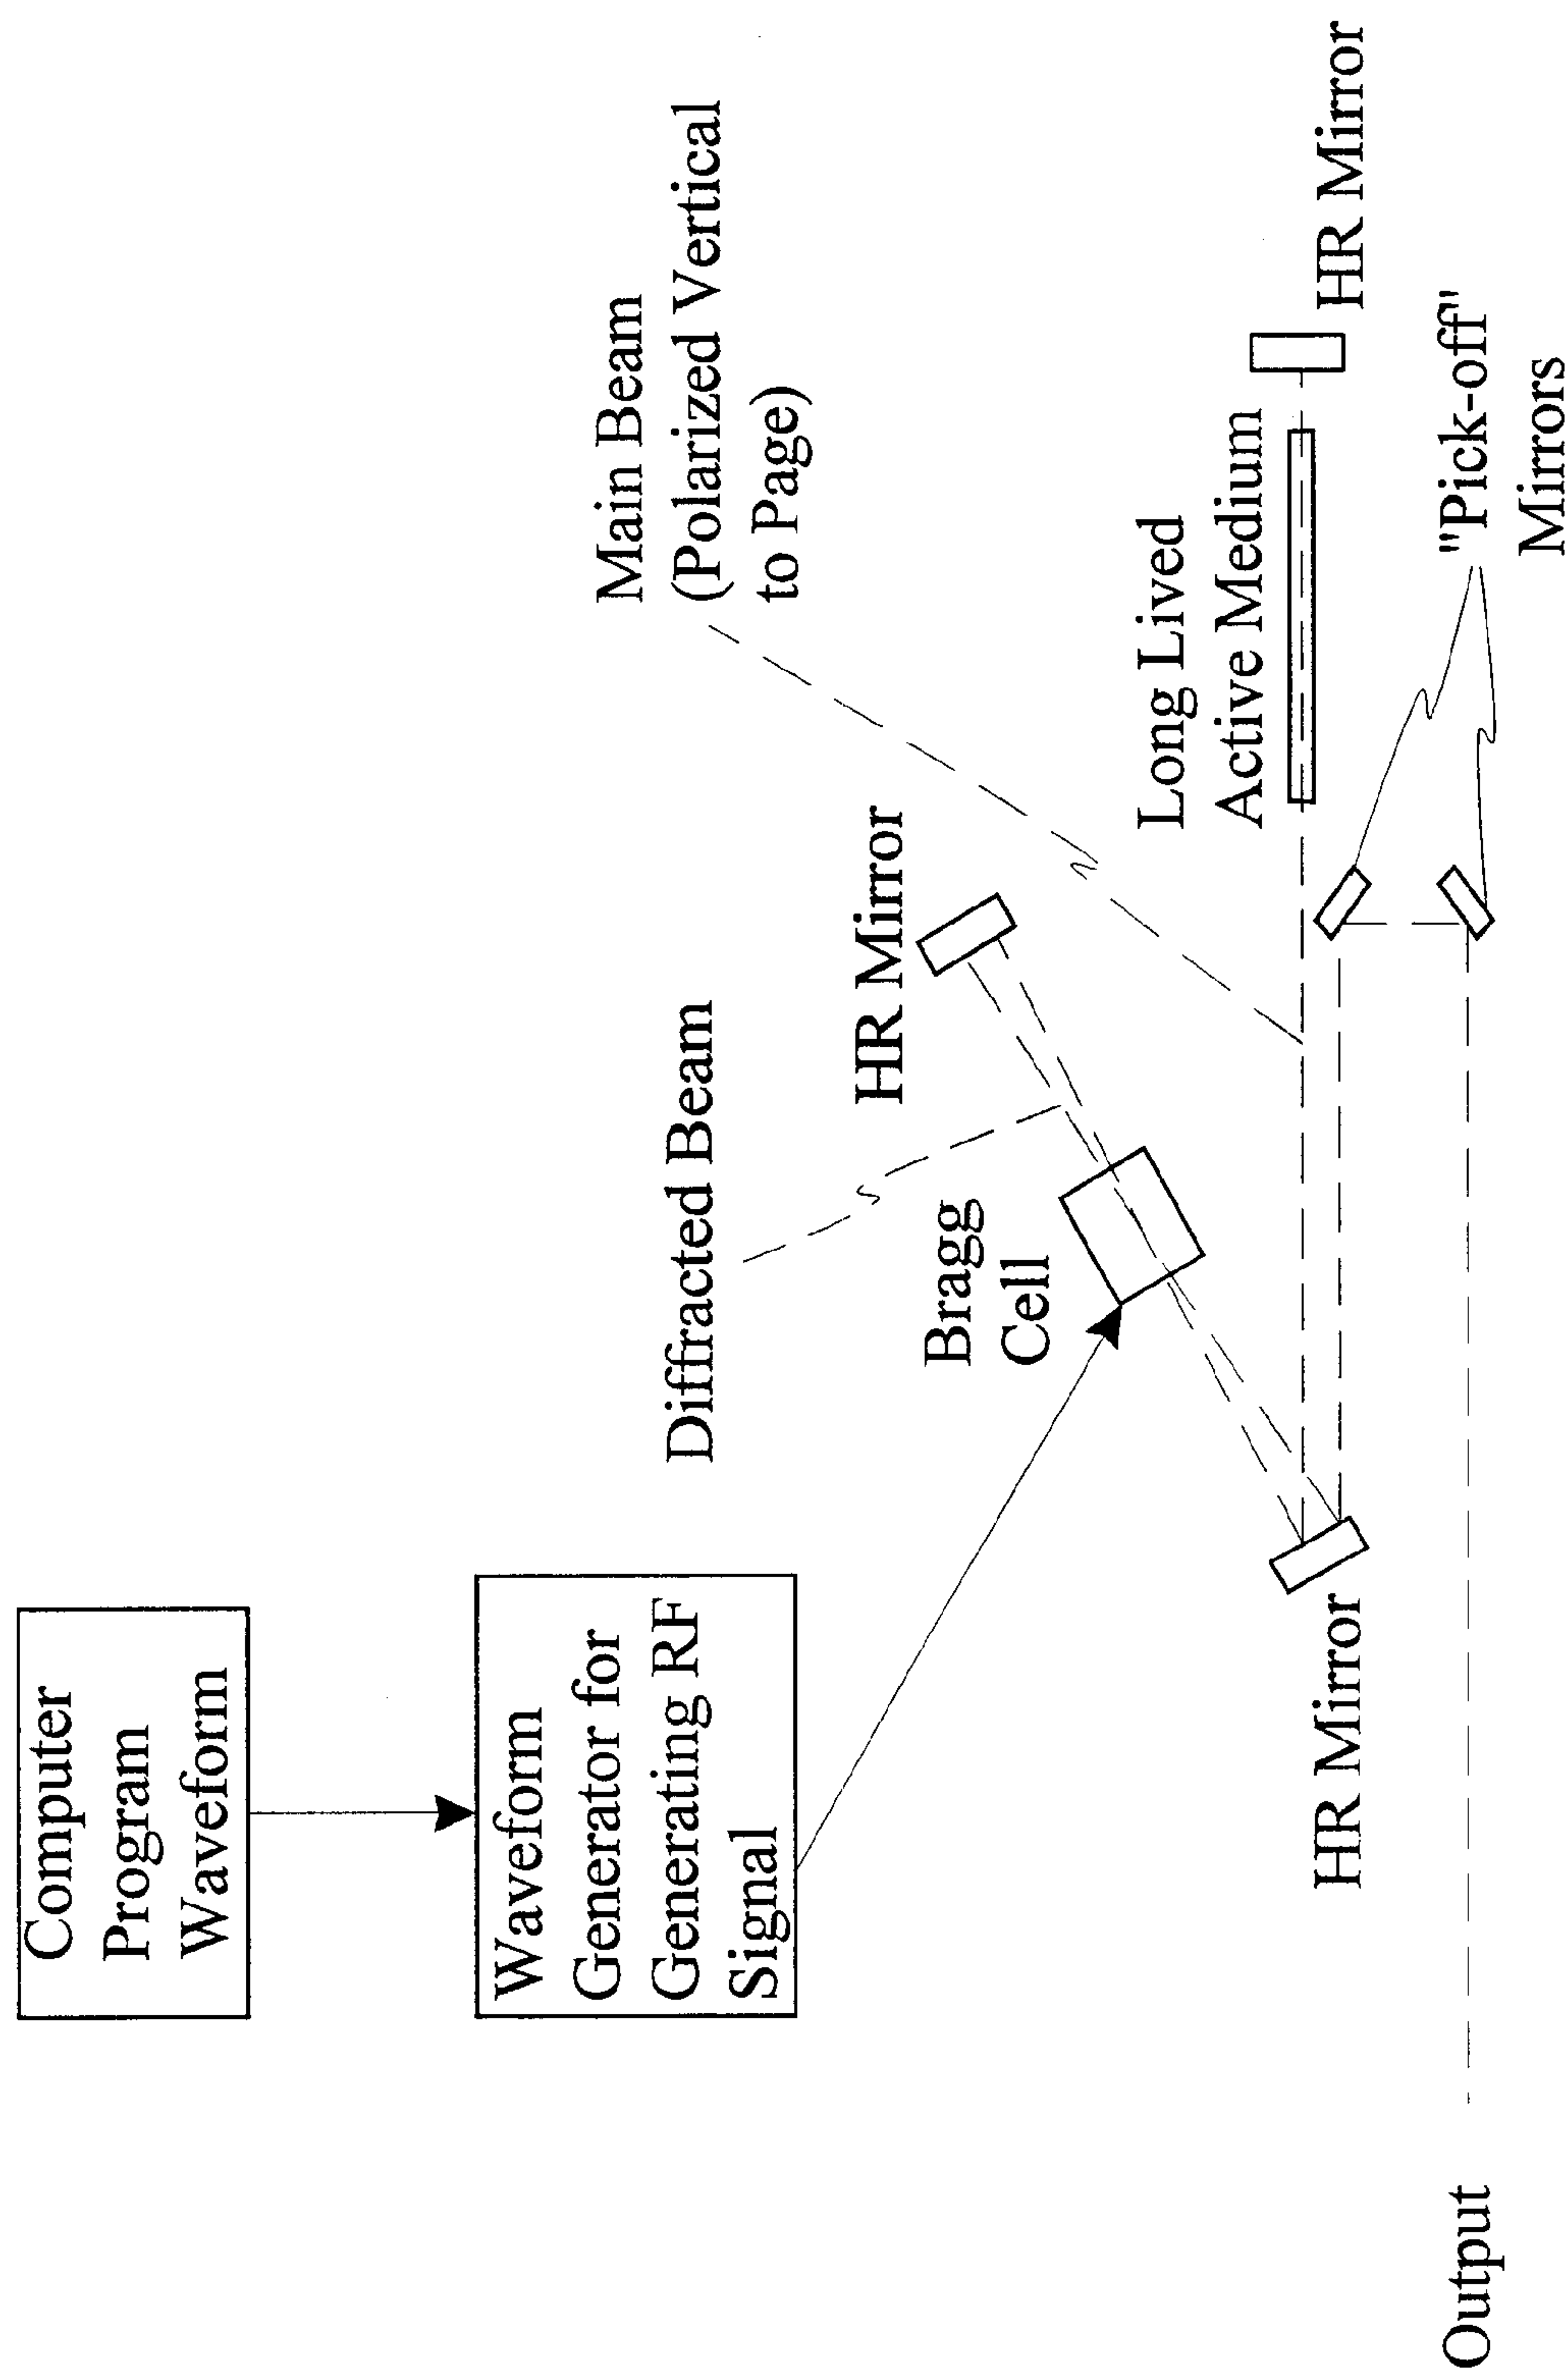 Computer
Program
Waveform
Waveform
Generator for
Generating RF
Signal
Diffracted Beam
Main Beam
(Polarized Vertical
to Page)
HR Mirror
Bragg
Cell
Long Lived
Active Medium
HR Mirror
HR Mirror
"Pick-off"
Mirrors
Output